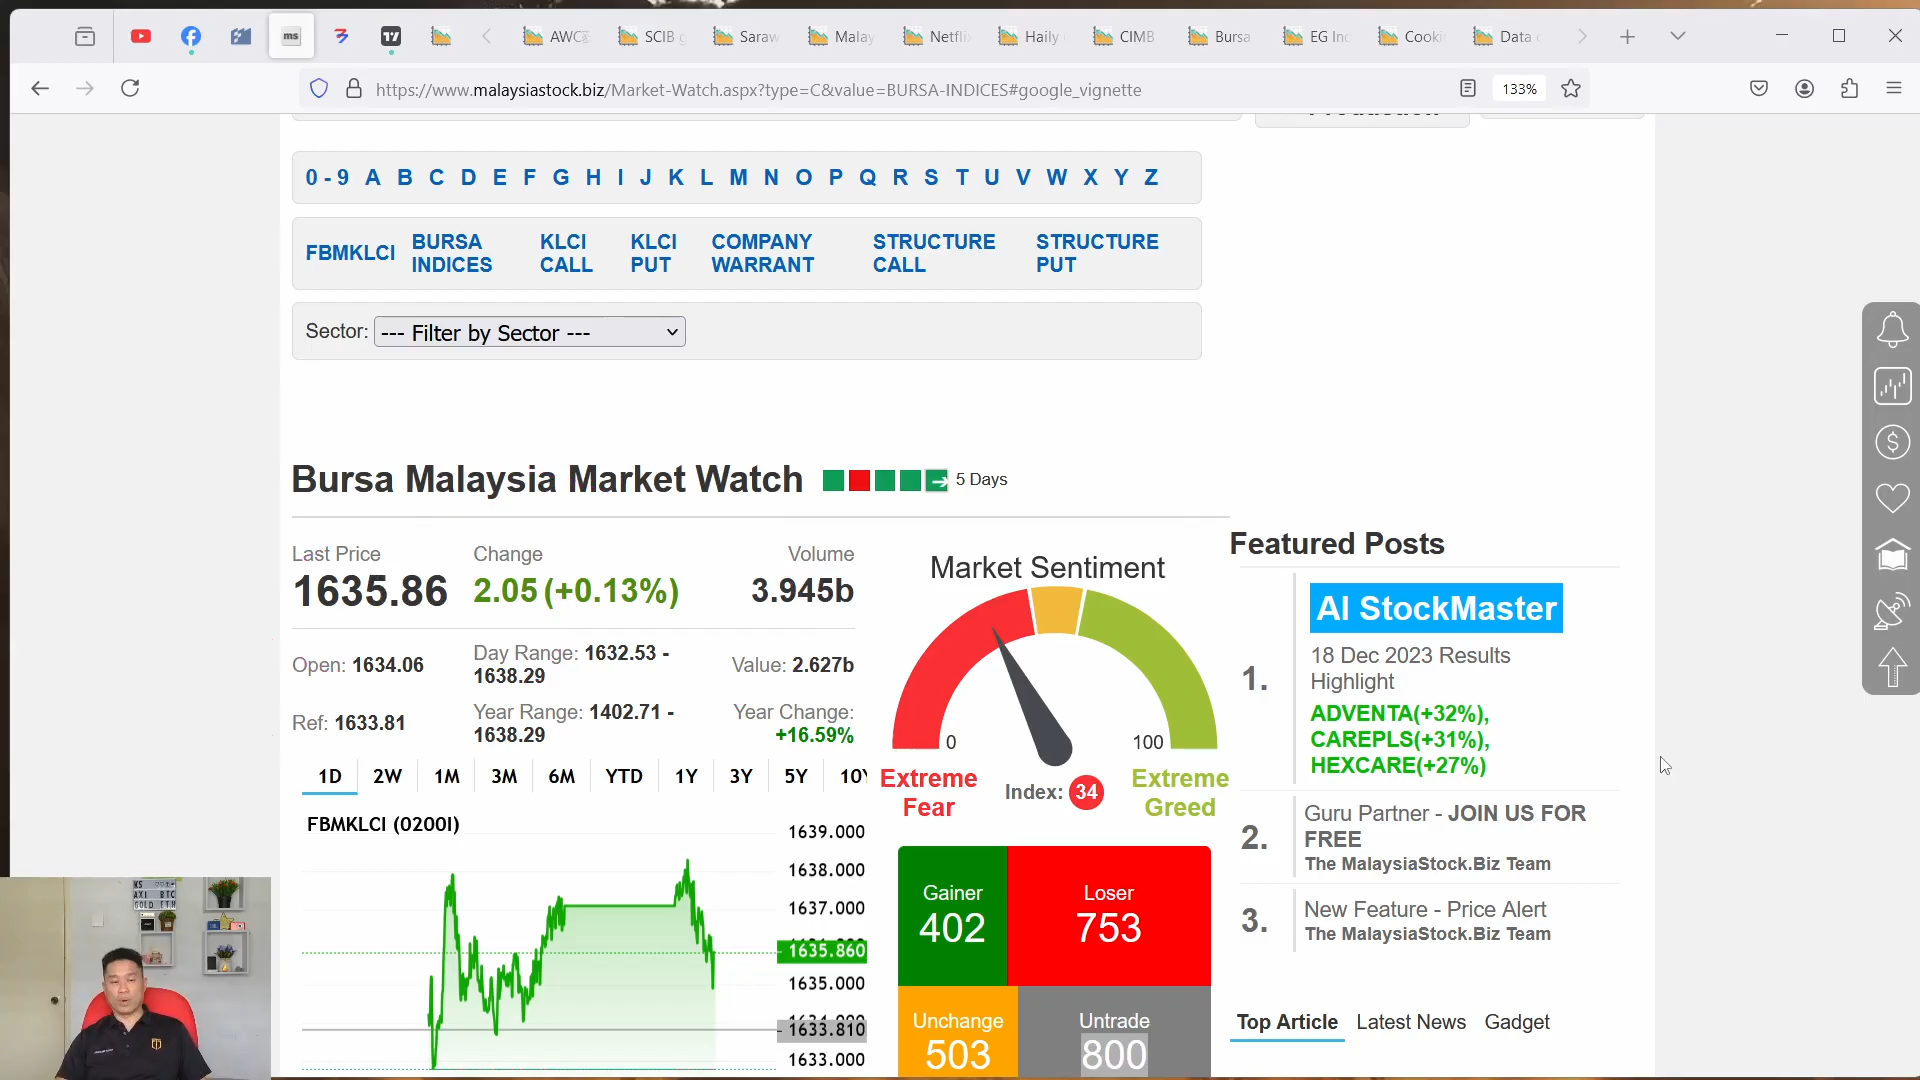 ms
AWC
SCIB g
Saraw
Malay
Netfli
Haily
CIMB
Bursa
EG In
Cooki
Data c
https://www.malaysiastock.biz/Market-Watch.aspx?type=C&value=BURSA-INDICES#google_vignette
133%
0 - 9 A B C D E F G H I J K L M N O P Q R S T U V W X Y Z
FBMKLCI
BURSA
INDICES
KLCI
CALL
KLCI
PUT
COMPANY
WARRANT
STRUCTURE
CALL
STRUCTURE
PUT
Sector: --- Filter by Sector ---
Bursa Malaysia Market Watch
5 Days
Last Price
1635.86
Change
2.05 (+0.13%)
Volume
3.945b
Open: 1634.06
Day Range: 1632.53 -
1638.29
Value: 2.627b
Ref: 1633.81
Year Range: 1402.71 -
1638.29
Year Change:
+16.59%
1D 2W 1M 3M 6M YTD 1Y 3Y 5Y 10Y
FBMKLCI (0200I)
1639.000
1638.000
1637.000
1635.860
1635.000
1633.810
1633.000
Market Sentiment
0
100
Extreme
Fear
Index: 34
Extreme
Greed
Gainer
402
Loser
753
Unchange
503
Untrade
800
Featured Posts
1.
AI StockMaster
18 Dec 2023 Results
Highlight
ADVENTA(+32%),
CAREPLS(+31%),
HEXCARE(+27%)
2.
Guru Partner - JOIN US FOR
FREE
The MalaysiaStock.Biz Team
3.
New Feature - Price Alert
The MalaysiaStock.Biz Team
Top Article Latest News Gadget
AXI BTC
GOLD ETH